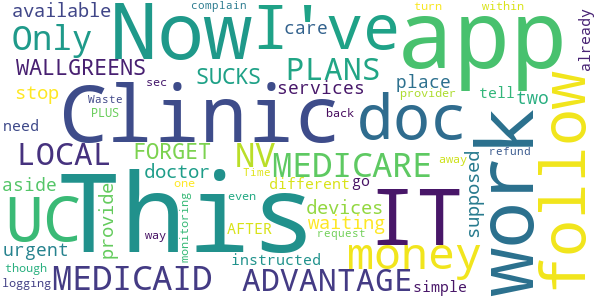 complain turn within
available Now I've app already
Only care
WALLGREENS SUCKS PLANS services
sec place
Waste PLUS provider tell two
stop Clinic doc back refund
need FORGET NV work follow
LOCAL MEDICARE supposed
doctor one away
aside This different go IT
UC provide monitoring Time even devices
AFTER waiting
urgent way request money
though instructed
logging MEDICAID ADVANTAGE simple